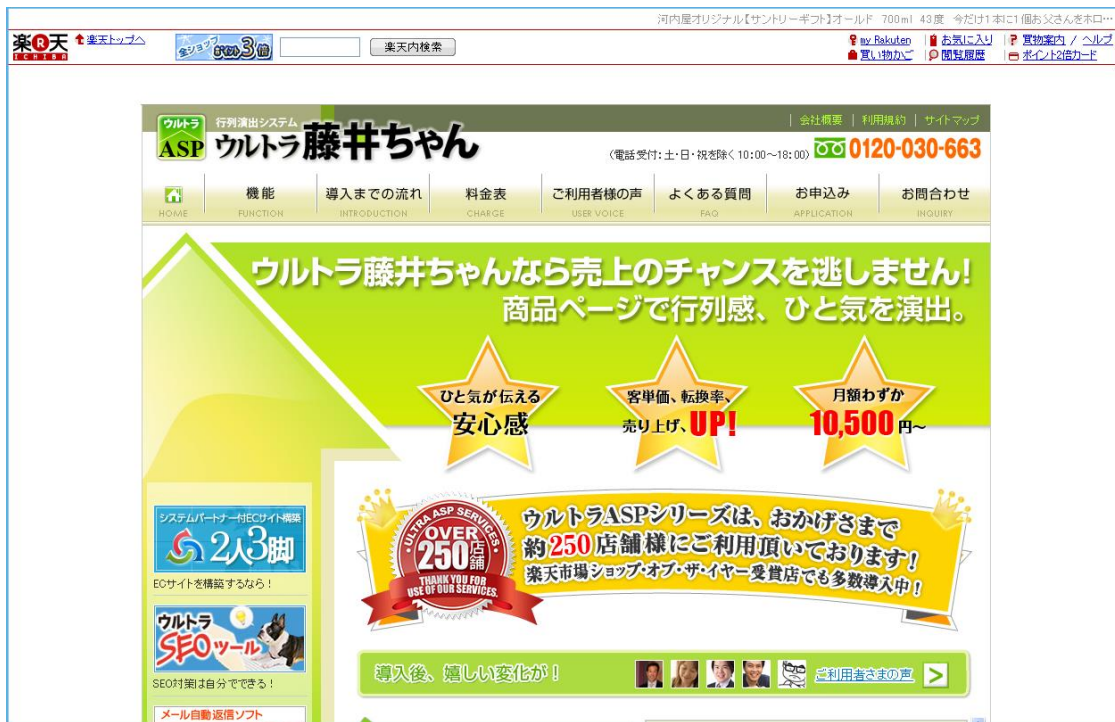 河内屋オリジナル【サントリーギフト】オールド 700ml 43度 今だけ1本に1個お父さんをホロ…
楽R天
ICHIBA
楽天トップへ
全ショップ
3倍
楽天内検索
my Rakuten
お気に入り
買物案内 / ヘルプ
買い物かご
閲覧履歴
ポイント2倍カード
会社概要 | 利用規約 | サイトマップ
ウルトラ
ASP
行列演出システム
ウルトラ藤井ちゃん
(電話受付:土・日・祝を除く10:00～18:00) 0120-030-663
HOME
機能
FUNCTION
導入までの流れ
INTRODUCTION
料金表
CHARGE
ご利用者様の声
USER VOICE
よくある質問
FAQ
お申込み
APPLICATION
お問合わせ
INQUIRY
ウルトラ藤井ちゃんなら売上のチャンスを逃しません!
商品ページで行列感、ひと気を演出。
ひと気が伝える
安心感
客単価、転換率、
売り上げ、UP!
月額わずか
10,500円～
ULTRA ASP SERVICES
OVER
250店舗
THANK YOU FOR
USE OF OUR SERVICES.
ウルトラASPシリーズは、おかげさまで
約250店舗様にご利用頂いております!
楽天市場ショップ・オブ・ザ・イヤー受賞店でも多数導入中!
システムパートナー付ECサイト構築
2人3脚
ECサイトを構築するなら!
ウルトラ
SEOツール
SEO対策は自分でできる!
メール自動返信ソフト
導入後、嬉しい変化が!
ご利用者さまの声